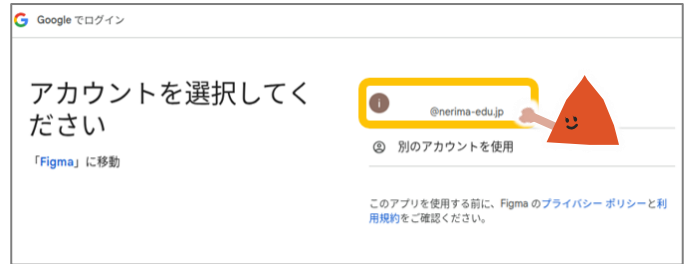 Google でログイン
アカウントを選択してく
ださい
「Figma」に移動
i
@nerima-edu.jp
別のアカウントを使用
このアプリを使用する前に、Figma のプライバシー ポリシーと利
用規約をご確認ください。